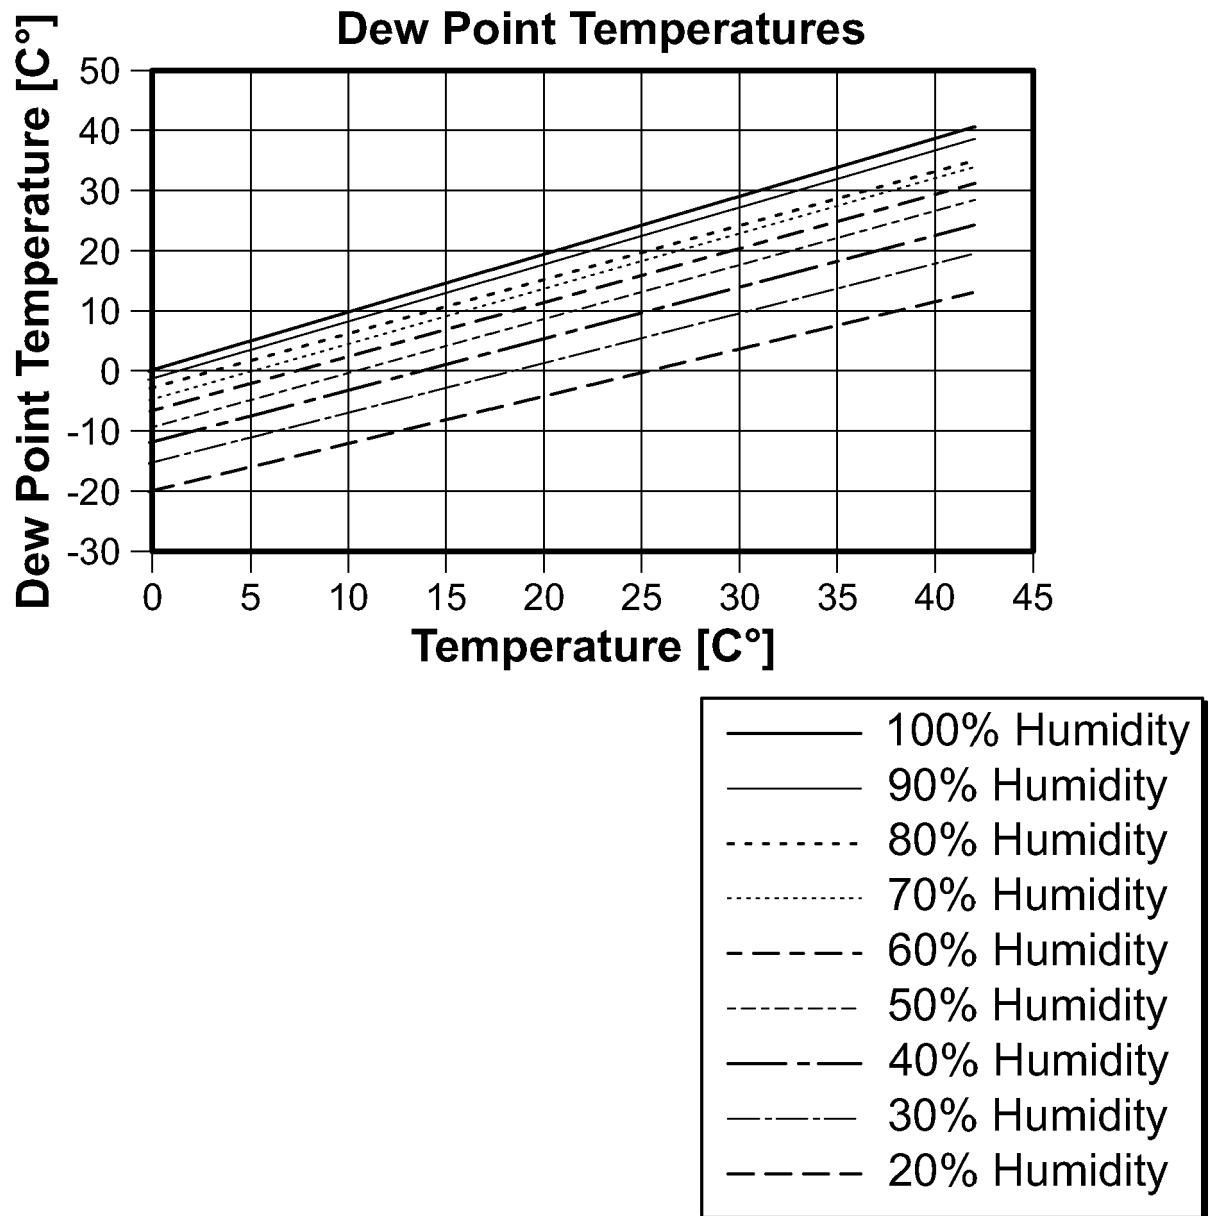 Dew Point Temperatures
Dew Point Temperature [C°]
50
40
30
20
10
0
-10
-20
-30
0 5 10 15 20 25 30 35 40 45
Temperature [C°]
100% Humidity
90% Humidity
80% Humidity
70% Humidity
60% Humidity
50% Humidity
40% Humidity
30% Humidity
20% Humidity